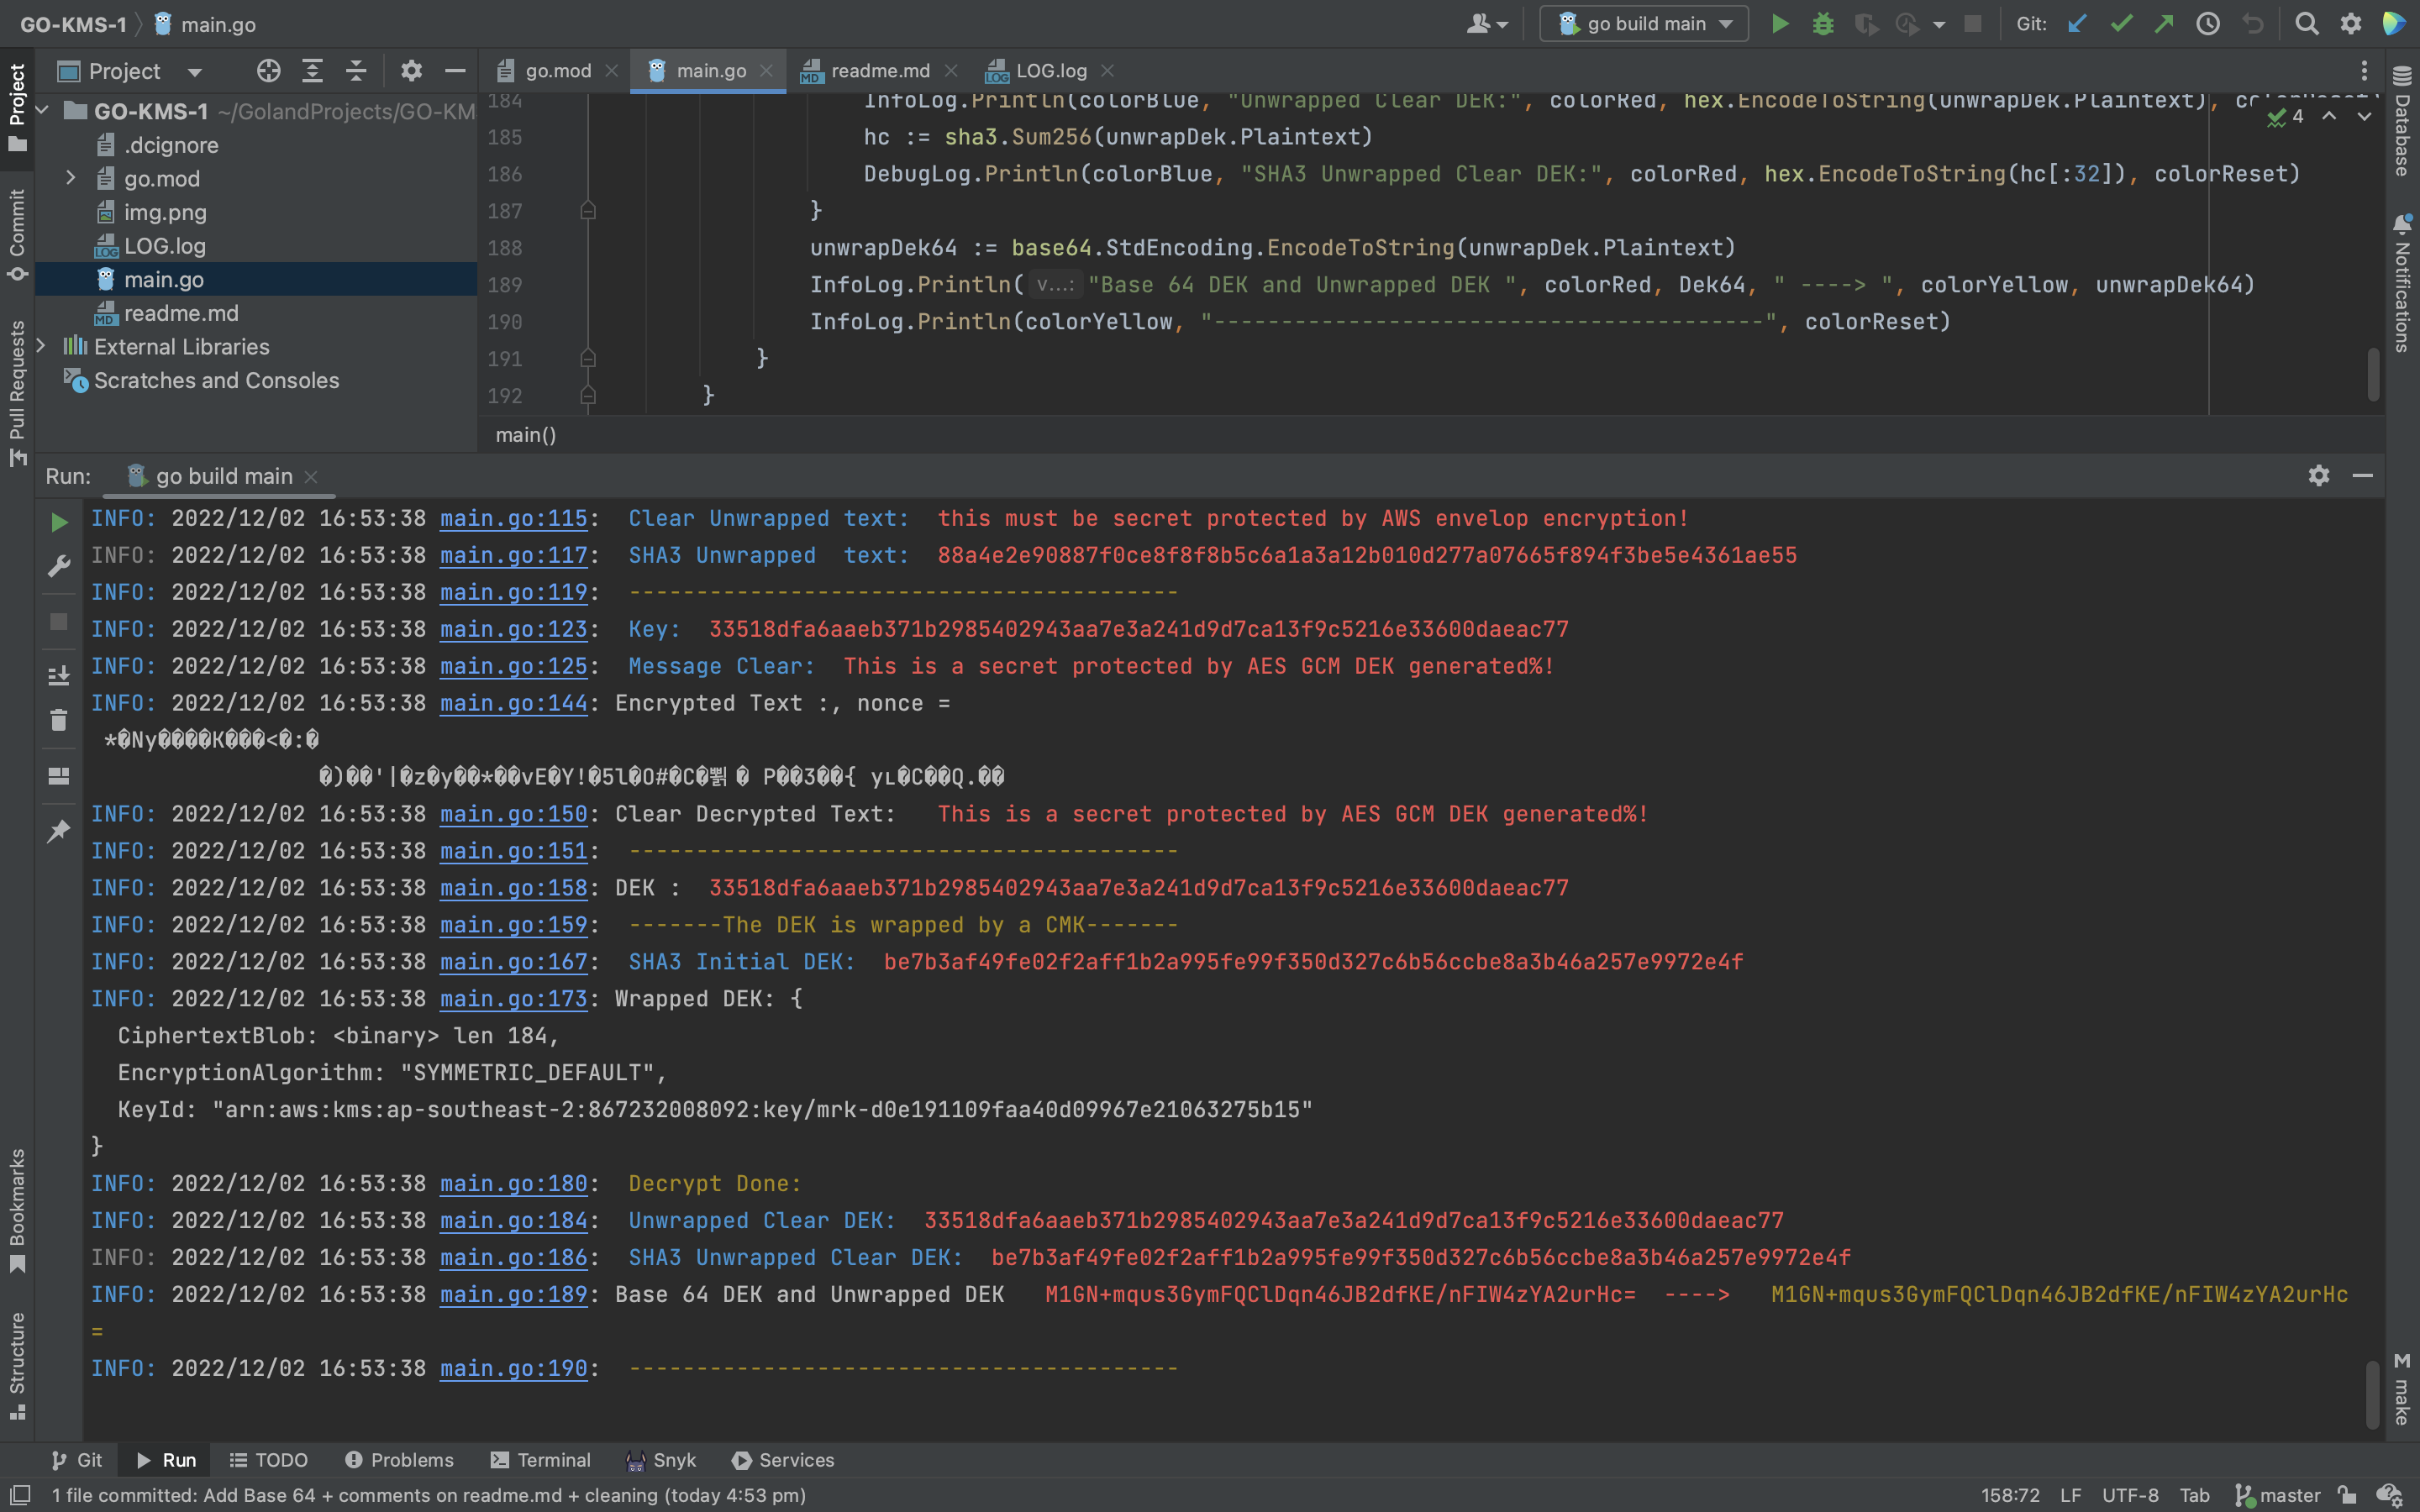 GO-KMS-1 main.go
go build main Git:
Project
go.mod main.go readme.md LOG.log
GO-KMS-1 ~/GolandProjects/GO-KM
.dcignore
go.mod
img.png
LOG.log
main.go
readme.md
External Libraries
Scratches and Consoles
Project
Commit
Pull Requests
Bookmarks
Structure
Database
Notifications
make
4
184 InfoLog.Println(colorBlue, "Unwrapped Clear DEK:", colorRed, hex.EncodeToString(unwrapDek.Plaintext), colorReset)
185 hc := sha3.Sum256(unwrapDek.Plaintext)
186 DebugLog.Println(colorBlue, "SHA3 Unwrapped Clear DEK:", colorRed, hex.EncodeToString(hc[:32]), colorReset)
187 }
188 unwrapDek64 := base64.StdEncoding.EncodeToString(unwrapDek.Plaintext)
189 InfoLog.Println( v...: "Base 64 DEK and Unwrapped DEK ", colorRed, Dek64, " ----> ", colorYellow, unwrapDek64)
190 InfoLog.Println(colorYellow, "-----------------------------------------", colorReset)
191 }
192 }
main()
Run: go build main
INFO: 2022/12/02 16:53:38 main.go:115: Clear Unwrapped text: this must be secret protected by AWS envelop encryption!
INFO: 2022/12/02 16:53:38 main.go:117: SHA3 Unwrapped  text: 88a4e2e90887f0ce8f8f8b5c6a1a3a12b010d277a07665f894f3be5e4361ae55
INFO: 2022/12/02 16:53:38 main.go:119: -----------------------------------------
INFO: 2022/12/02 16:53:38 main.go:123: Key: 33518dfa6aaeb371b2985402943aa7e3a241d9d7ca13f9c5216e33600daeac77
INFO: 2022/12/02 16:53:38 main.go:125: Message Clear: This is a secret protected by AES GCM DEK generated%!
INFO: 2022/12/02 16:53:38 main.go:144: Encrypted Text :, nonce =
*�Ny����K���<�:�
�)��'|�z�y��*��vE�Y!�5l�O#�C� � P��3��{ yʟ�C��Q.��
INFO: 2022/12/02 16:53:38 main.go:150: Clear Decrypted Text: This is a secret protected by AES GCM DEK generated%!
INFO: 2022/12/02 16:53:38 main.go:151: -----------------------------------------
INFO: 2022/12/02 16:53:38 main.go:158: DEK : 33518dfa6aaeb371b2985402943aa7e3a241d9d7ca13f9c5216e33600daeac77
INFO: 2022/12/02 16:53:38 main.go:159: -------The DEK is wrapped by a CMK-------
INFO: 2022/12/02 16:53:38 main.go:167: SHA3 Initial DEK: be7b3af49fe02f2aff1b2a995fe99f350d327c6b56ccbe8a3b46a257e9972e4f
INFO: 2022/12/02 16:53:38 main.go:173: Wrapped DEK: {
CiphertextBlob: <binary> len 184,
EncryptionAlgorithm: "SYMMETRIC_DEFAULT",
KeyId: "arn:aws:kms:ap-southeast-2:867232008092:key/mrk-d0e191109faa40d09967e21063275b15"
}
INFO: 2022/12/02 16:53:38 main.go:180: Decrypt Done:
INFO: 2022/12/02 16:53:38 main.go:184: Unwrapped Clear DEK: 33518dfa6aaeb371b2985402943aa7e3a241d9d7ca13f9c5216e33600daeac77
INFO: 2022/12/02 16:53:38 main.go:186: SHA3 Unwrapped Clear DEK: be7b3af49fe02f2aff1b2a995fe99f350d327c6b56ccbe8a3b46a257e9972e4f
INFO: 2022/12/02 16:53:38 main.go:189: Base 64 DEK and Unwrapped DEK M1GN+mqus3GymFQClDqn46JB2dfKE/nFIW4zYA2urHc= ----> M1GN+mqus3GymFQClDqn46JB2dfKE/nFIW4zYA2urHc
=
INFO: 2022/12/02 16:53:38 main.go:190: -----------------------------------------
Git Run TODO Problems Terminal Snyk Services
1 file committed: Add Base 64 + comments on readme.md + cleaning (today 4:53 pm) 158:72 LF UTF-8 Tab master